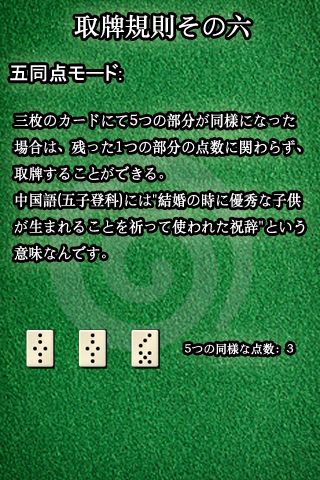 取牌規則その六
五同点モード:
三枚のカードにて5つの部分が同様になった
場合は、残った1つの部分の点数に関わらず、
取牌することができる。
中国語(五子登科)には"結婚の時に優秀な子供
が生まれることを祈って使われた祝辞"という
意味なんです。
5つの同様な点数: 3